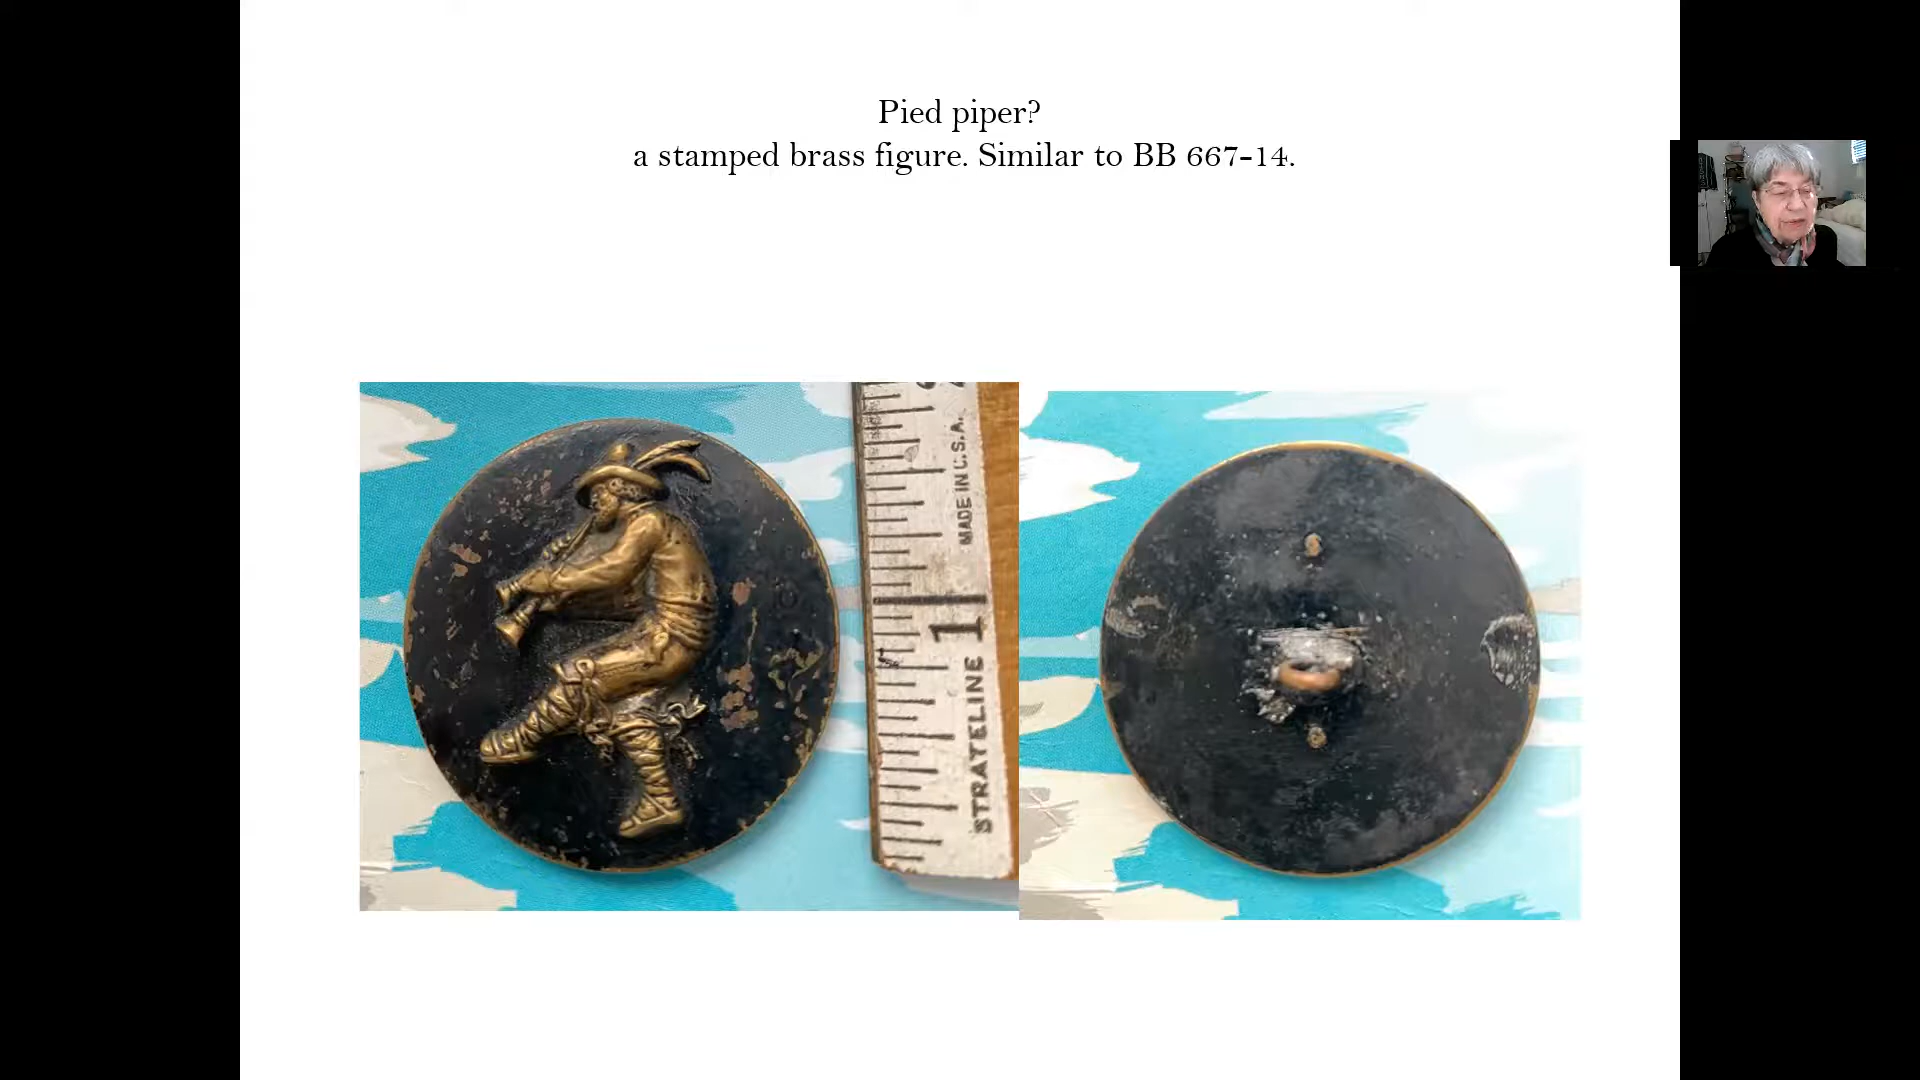 Pied piper?
a stamped brass figure. Similar to BB 667-14.
MADE IN U.S.A.
1
STRATELINE